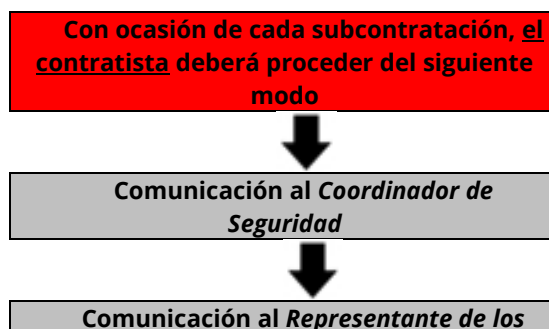 Con ocasión de cada subcontratación, el
contratista deberá proceder del siguiente
modo
Comunicación al Coordinador de
Seguridad
Comunicación al Representante de los